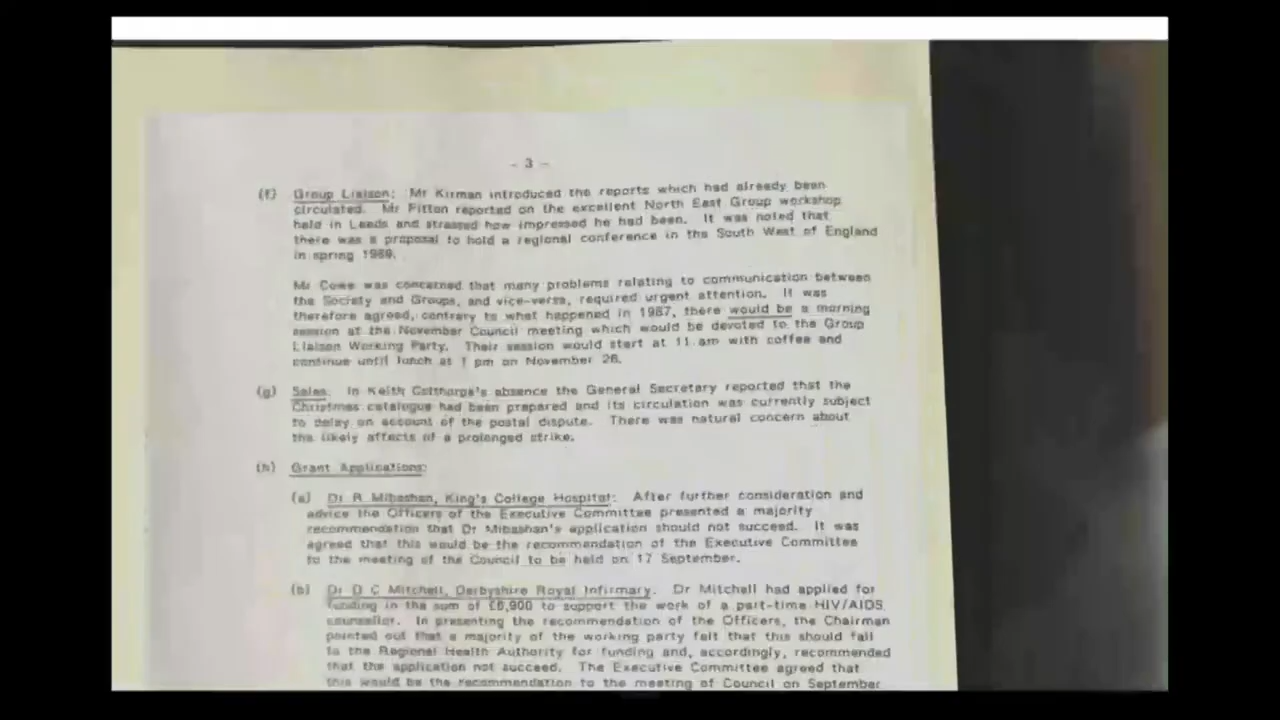 - 3 -
(f) Group Liaison: Mr Kirman introduced the reports which had already been
circulated. Mr Fitton reported on the excellent North East Group workshop
held in Leeds and stressed how impressed he had been. It was noted that
there was a proposal to hold a regional conference in the South West of England
in spring 1989.
Mr Cowe was concerned that many problems relating to communication between
the Society and Groups, and vice-versa, required urgent attention. It was
therefore agreed, contrary to what happened in 1987, there would be a morning
session at the November Council meeting which would be devoted to the Group
Liaison Working Party. Their session would start at 11 am with coffee and
continue until lunch at 1 pm on November 26.
(g) Sales: In Keith Colthorpe's absence the General Secretary reported that the
Christmas catalogue had been prepared and its circulation was currently subject
to delay on account of the postal dispute. There was natural concern about
the likely affects of a prolonged strike.
(h) Grant Applications:
(a) Dr R Mibashan, King's College Hospital: After further consideration and
advice the Officers of the Executive Committee presented a majority
recommendation that Dr Mibashan's application should not succeed. It was
agreed that this would be the recommendation of the Executive Committee
to the meeting of the Council to be held on 17 September.
(b) Dr D C Mitchell, Derbyshire Royal Infirmary. Dr Mitchell had applied for
funding in the sum of £6,900 to support the work of a part-time HIV/AIDS
counsellor. In presenting the recommendation of the Officers, the Chairman
pointed out that a majority of the working party felt that this should fall
to the Regional Health Authority for funding and, accordingly, recommended
that the application not succeed. The Executive Committee agreed that
this would be the recommendation to the meeting of Council on September